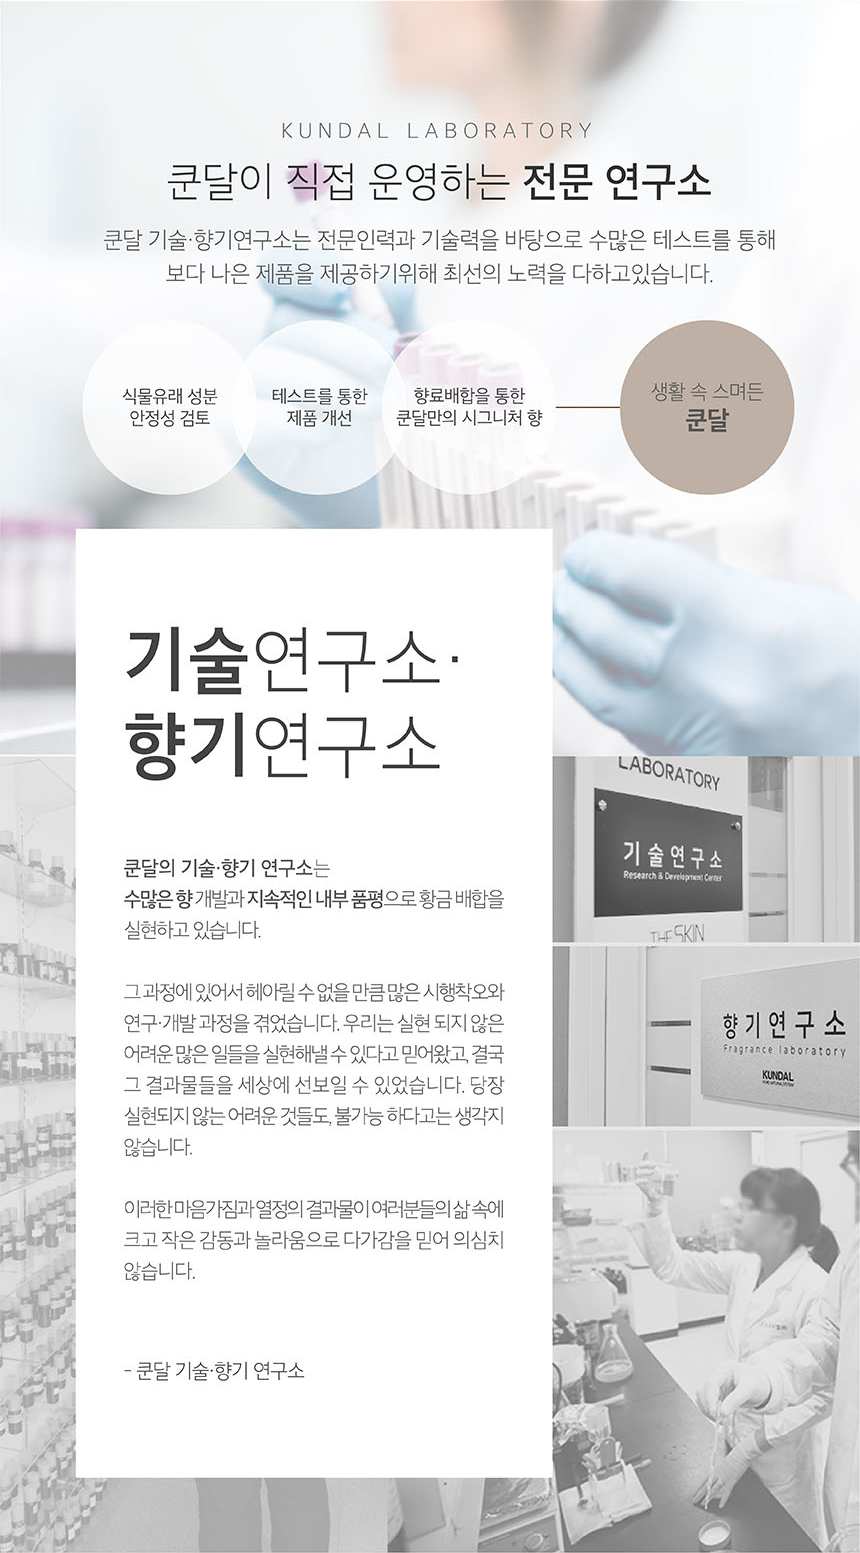 KUNDAL LABORATORY
쿤달이 직접 운영하는 전문 연구소
쿤달 기술·향기연구소는 전문인력과 기술력을 바탕으로 수많은 테스트를 통해
보다 나은 제품을 제공하기위해 최선의 노력을 다하고있습니다.
식물유래 성분
안정성 검토
테스트를 통한
제품 개선
향료배합을 통한
쿤달만의 시그니처 향
생활 속 스며든
쿤달
기술연구소·
향기연구소
쿤달의 기술·향기 연구소는
수많은 향 개발과 지속적인 내부 품평으로 황금 배합을
실현하고 있습니다.
그 과정에 있어서 헤아릴 수 없을 만큼 많은 시행착오와
연구·개발 과정을 겪었습니다. 우리는 실현 되지 않은
어려운 많은 일들을 실현해낼 수 있다고 믿어왔고, 결국
그 결과물들을 세상에 선보일 수 있었습니다. 당장
실현되지 않는 어려운 것들도, 불가능 하다고는 생각지
않습니다.
이러한 마음가짐과 열정의 결과물이 여러분들의 삶 속에
크고 작은 감동과 놀라움으로 다가감을 믿어 의심치
않습니다.
- 쿤달 기술·향기 연구소
LABORATORY
기술연구소
Research & Development Center
THE SKIN
향기연구소
Fragrance laboratory
KUNDAL
PURE NATURAL SYSTEM